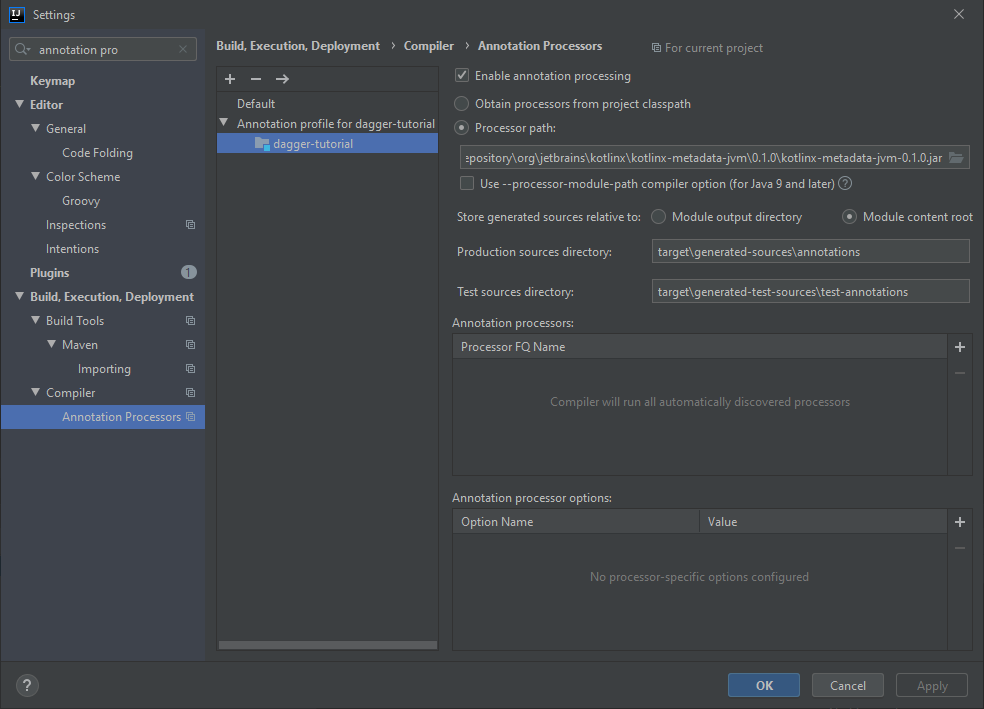 Settings
annotation pro
Keymap
Editor
General
Code Folding
Color Scheme
Groovy
Inspections
Intentions
Plugins 1
Build, Execution, Deployment
Build Tools
Maven
Importing
Compiler
Annotation Processors
Build, Execution, Deployment › Compiler › Annotation Processors For current project
Default
Annotation profile for dagger-tutorial
dagger-tutorial
Enable annotation processing
Obtain processors from project classpath
Processor path:
epository\org\jetbrains\kotlinx\kotlinx-metadata-jvm\0.1.0\kotlinx-metadata-jvm-0.1.0.jar
Use --processor-module-path compiler option (for Java 9 and later) ?
Store generated sources relative to: Module output directory Module content root
Production sources directory: target\generated-sources\annotations
Test sources directory: target\generated-test-sources\test-annotations
Annotation processors:
Processor FQ Name
Compiler will run all automatically discovered processors
Annotation processor options:
Option Name Value
No processor-specific options configured
? OK Cancel Apply